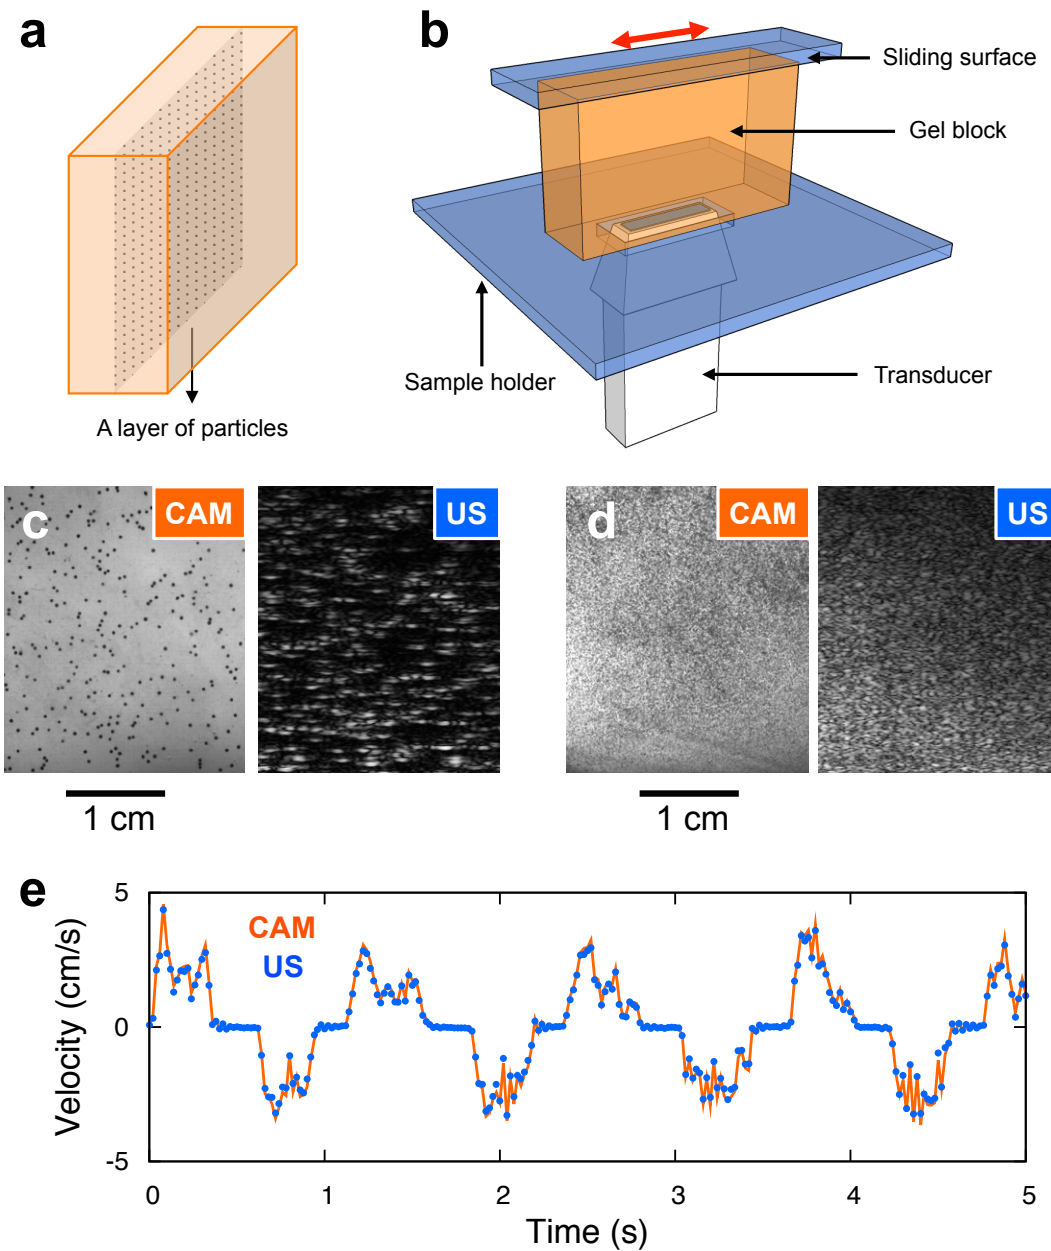 a
b
Sliding surface
Gel block
Sample holder
Transducer
A layer of particles
c
CAM
US
d
CAM
US
1 cm
1 cm
e
5
CAM
US
Velocity (cm/s)
0
-5
0 1 2 3 4 5
Time (s)